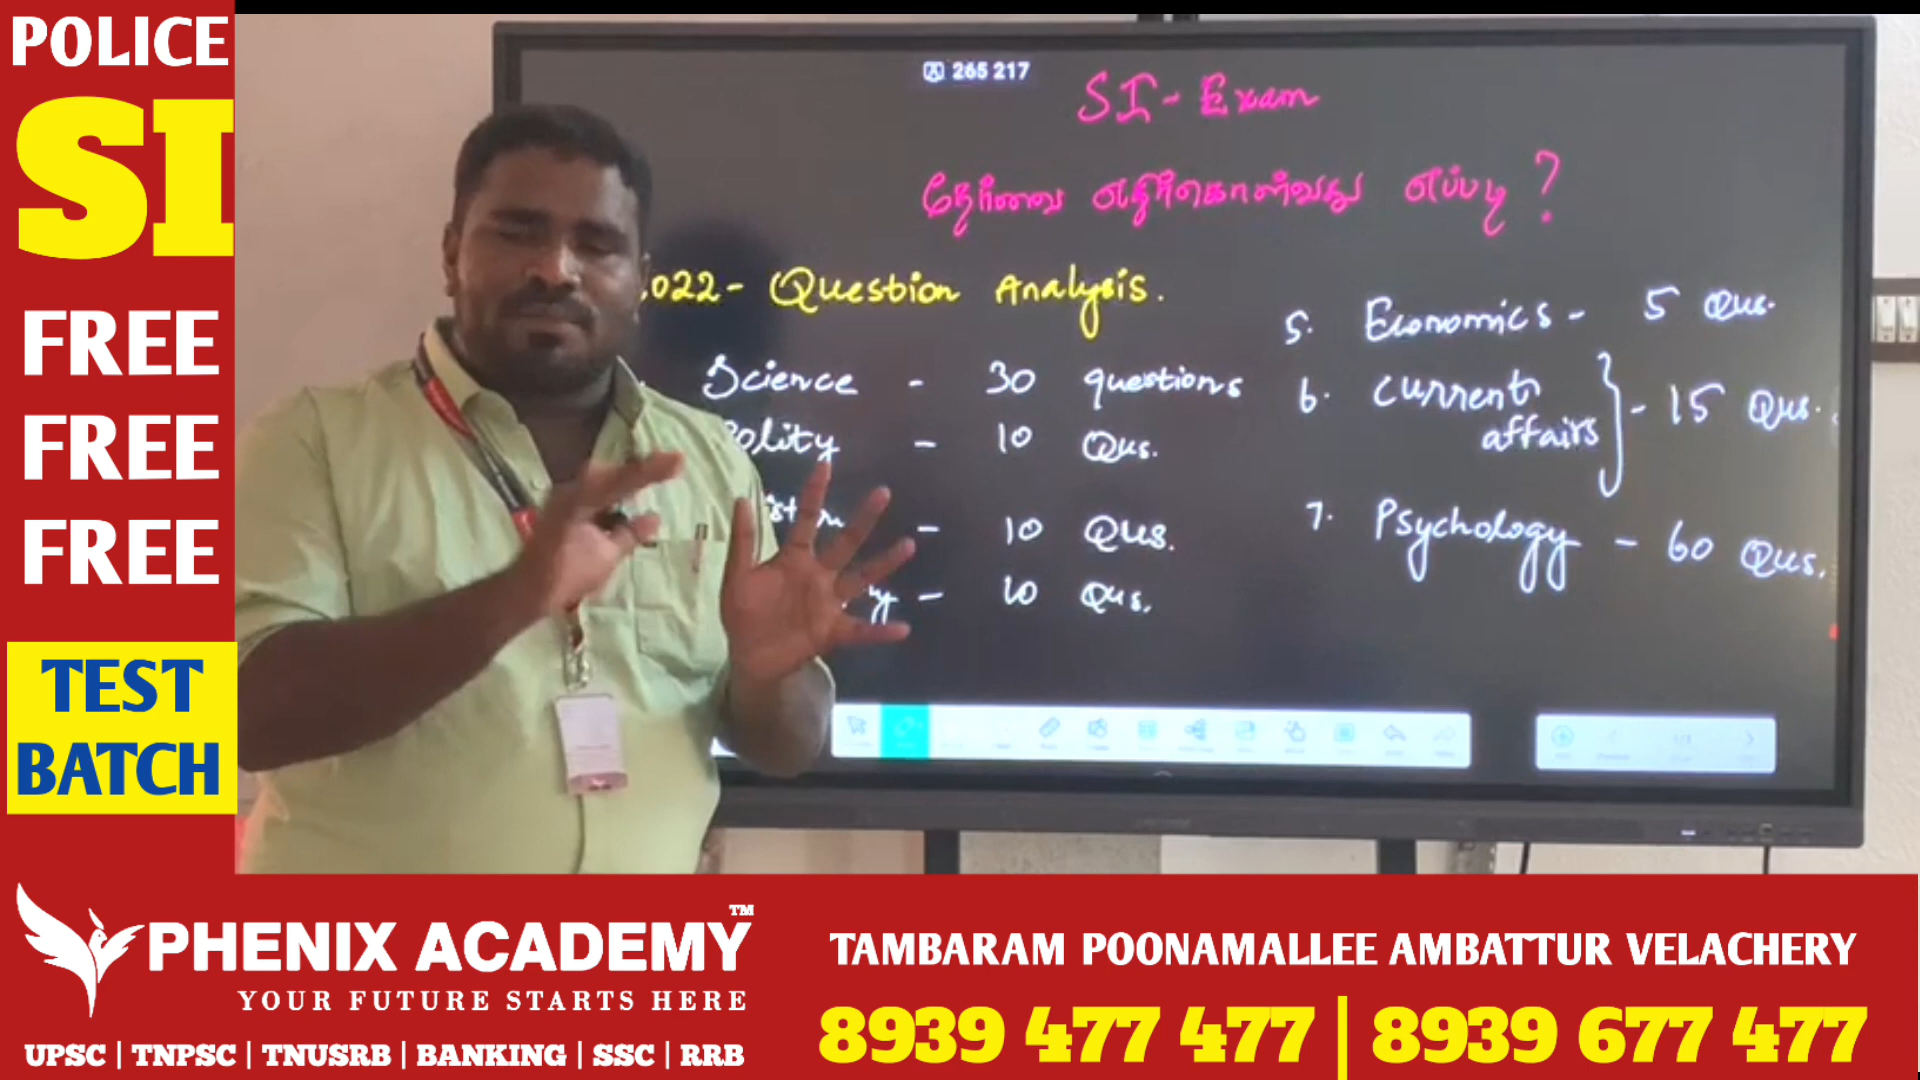 POLICE
SI
FREE
FREE
FREE
TEST
BATCH
265 217
SI - Exam
தேர்வை எதிர்கொள்வது எப்படி ?
022 - Question Analysis.
Science - 30 questions
Polity - 10 Qus.
- 10 Qus.
- 10 Qus.
5. Economics - 5 Qus.
6. Current affairs } - 15 Qus.
7. Psychology - 60 Qus.
PHENIX ACADEMY™
YOUR FUTURE STARTS HERE
UPSC | TNPSC | TNUSRB | BANKING | SSC | RRB
TAMBARAM POONAMALLEE AMBATTUR VELACHERY
8939 477 477 | 8939 677 477